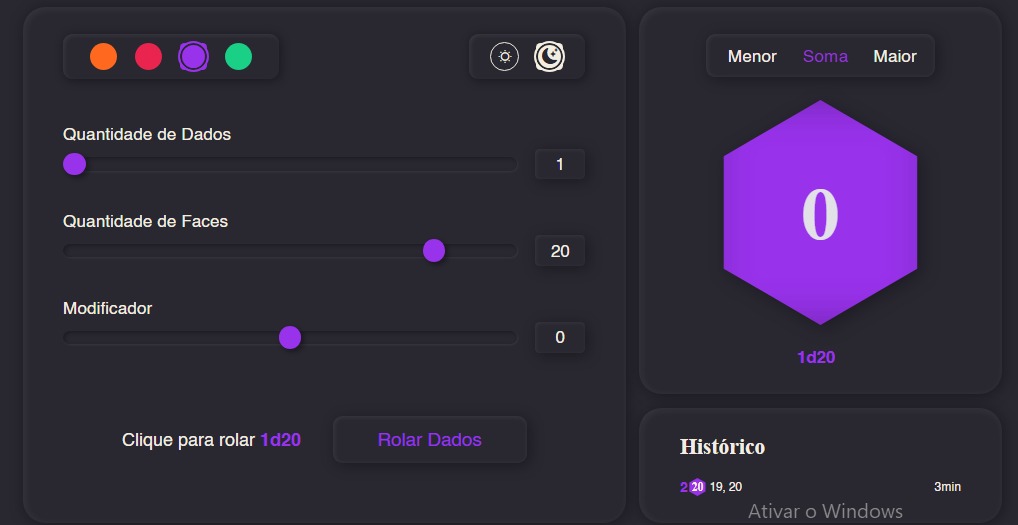 Quantidade de Dados
1
Quantidade de Faces
20
Modificador
0
Clique para rolar 1d20
Rolar Dados
Menor Soma Maior
0
1d20
Histórico
20 19, 20 3min
Ativar o Windows